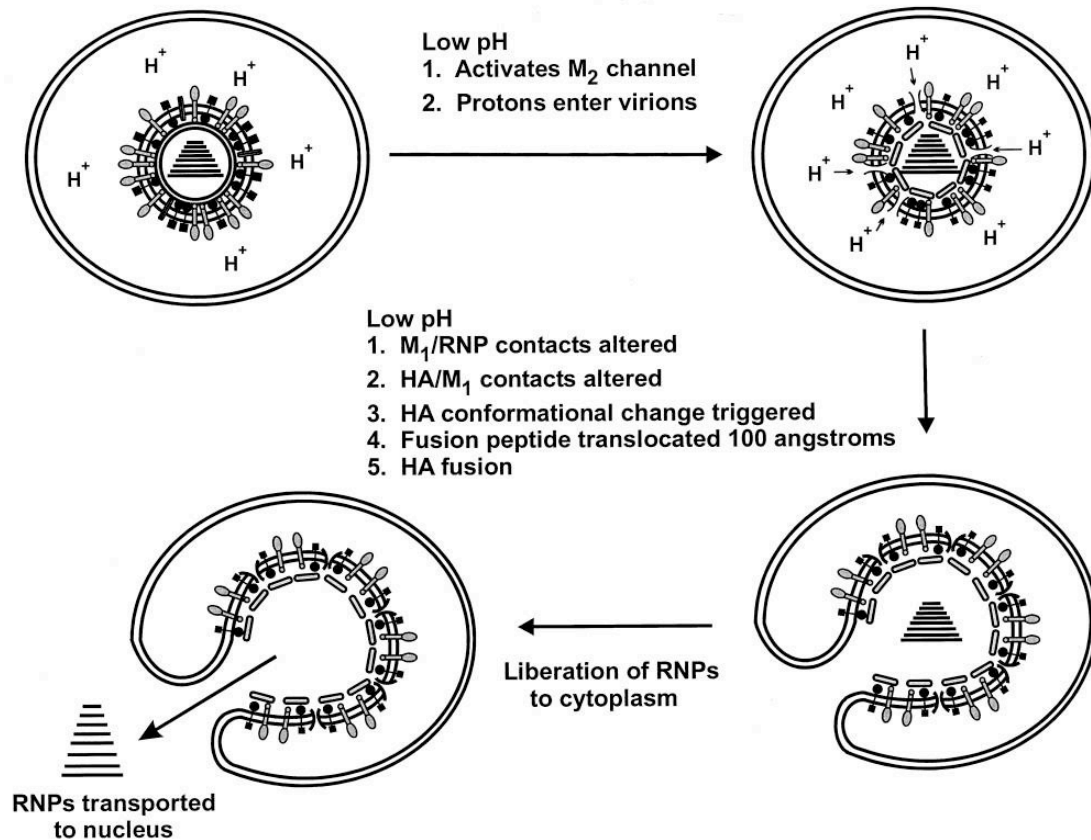 H⁺
H⁺
H⁺
H⁺
H⁺
Low pH
1. Activates M₂ channel
2. Protons enter virions
H⁺
H⁺
H⁺
H⁺
H⁺
H⁺
H⁺
Low pH
1. M₁/RNP contacts altered
2. HA/M₁ contacts altered
3. HA conformational change triggered
4. Fusion peptide translocated 100 angstroms
5. HA fusion
Liberation of RNPs
to cytoplasm
RNPs transported
to nucleus